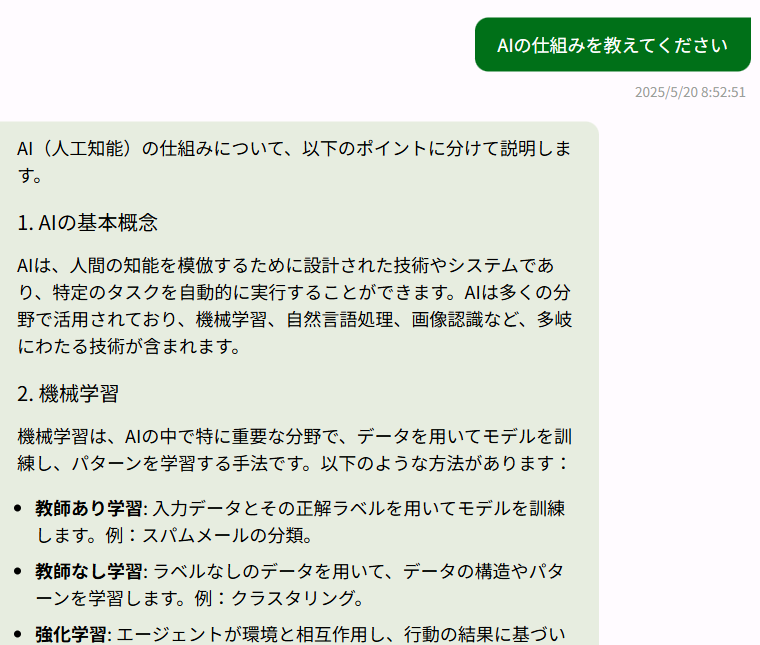 AIの仕組みを教えてください
2025/5/20 8:52:51
AI（人工知能）の仕組みについて、以下のポイントに分けて説明しま
す。
1. AIの基本概念
AIは、人間の知能を模倣するために設計された技術やシステムであ
り、特定のタスクを自動的に実行することができます。AIは多くの分
野で活用されており、機械学習、自然言語処理、画像認識など、多岐
にわたる技術が含まれます。
2. 機械学習
機械学習は、AIの中で特に重要な分野で、データを用いてモデルを訓
練し、パターンを学習する手法です。以下のような方法があります：
• 教師あり学習: 入力データとその正解ラベルを用いてモデルを訓練
します。例：スパムメールの分類。
• 教師なし学習: ラベルなしのデータを用いて、データの構造やパタ
ーンを学習します。例：クラスタリング。
• 強化学習: エージェントが環境と相互作用し、行動の結果に基づい